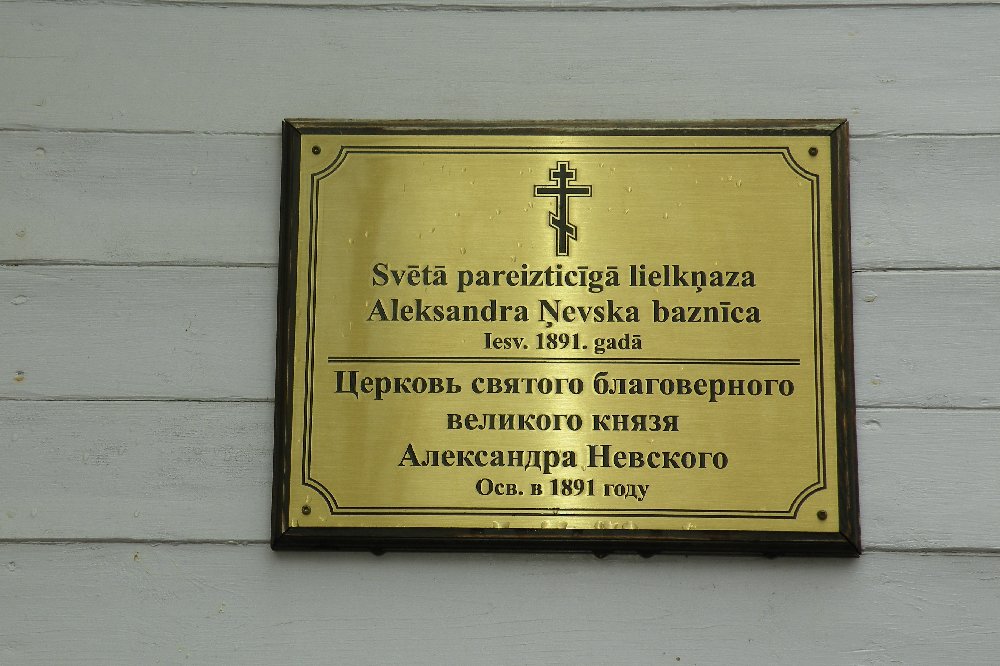 Svētā pareizticīgā lielkņaza
Aleksandra Ņevska baznīca
Iesv. 1891. gadā
Церковь святого благоверного
великого князя
Александра Невского
Осв. в 1891 году